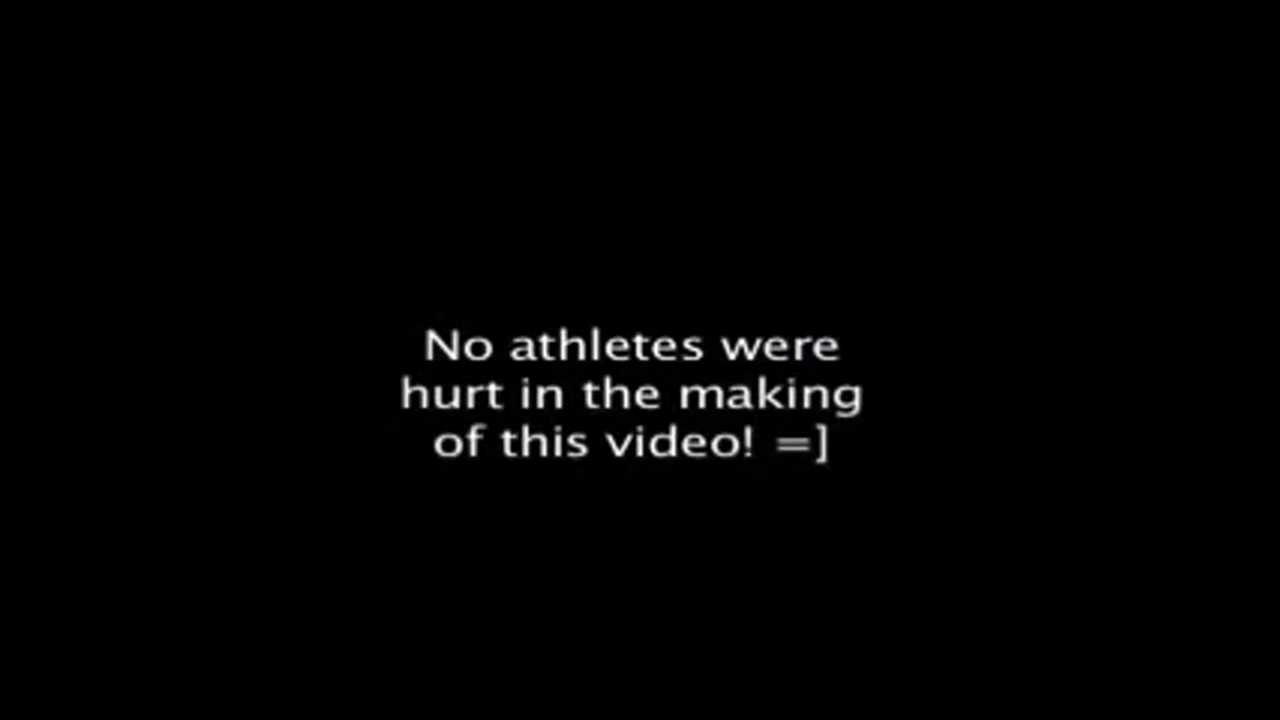 No athletes were
hurt in the making
of this video! =]